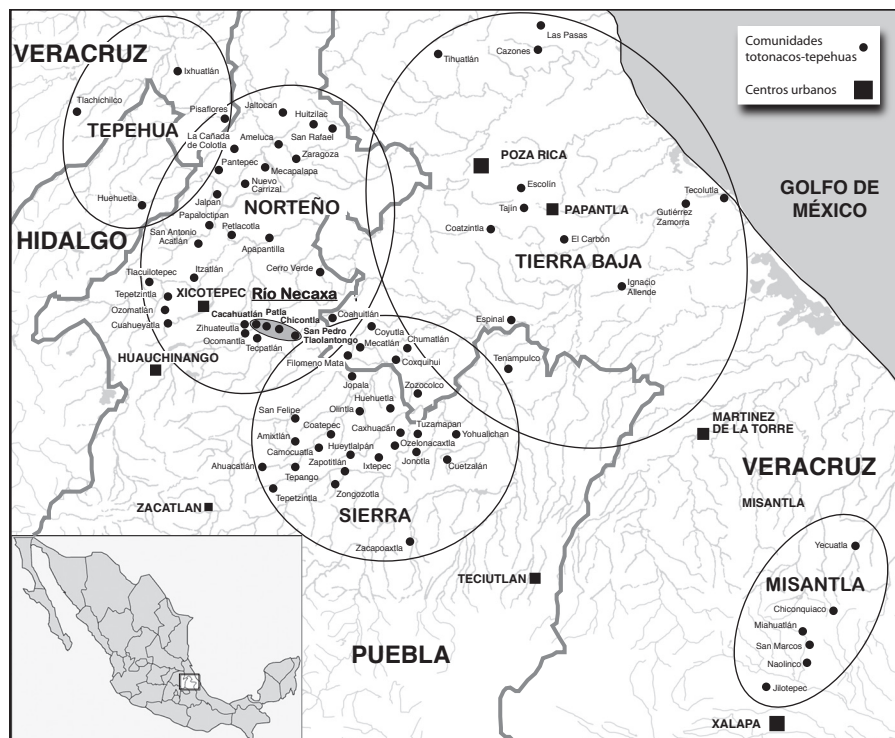 VERACRUZ
Ixhuatlán
Tlachichilco
TEPEHUA
Pisaflores
Huehuetla
HIDALGO
Jaltocan
Huitzilac
San Rafael
La Cañada
de Colotla
Ameluca
Zaragoza
Pantepec
Mecapalapa
Nuevo
Carrizal
Jalpan
NORTEÑO
Papaloctipan
San Antonio
Acatlán
Petlacotla
Apapantilla
Tlacuilotepec
Itzatlán
Cerro Verde
Tepetzintla
XICOTEPEC
Río Necaxa
Ozomatlán
Cuahueyatla
Cacahuatlán
Patla
Chicontla
Zihuateutla
San Pedro
Tlaolantongo
Ocomantla
Tecpatlán
HUAUCHINANGO
Las Pasas
Cazones
Tihuatlán
Comunidades
totonacos-tepehuas
Centros urbanos
POZA RICA
Escolín
Tajín
PAPANTLA
Coatzintla
El Carbón
Tecolutla
Gutiérrez
Zamorra
GOLFO DE
MÉXICO
TIERRA BAJA
Ignacio
Allende
Espinal
Tenampulco
Coahuitlán
Coyutla
Mecatlán
Chumatlán
Filomeno Mata
Coxquihui
Jopala
Zozocolco
Huehuetla
San Felipe
Olintla
Coatepec
Caxhuacán
Tuzamapan
Yohualichan
Amixtlán
Hueytlalpán
Ozelonacaxtla
Camocuatla
Zapotitlán
Ixtepec
Jonotla
Cuetzalán
Ahuacatlán
Tepango
Tepetzintla
Zongozotla
SIERRA
Zacapoaxtla
ZACATLAN
TECIUTLAN
PUEBLA
MARTINEZ
DE LA TORRE
VERACRUZ
MISANTLA
Yecuatla
MISANTLA
Chiconquiaco
Miahuatlán
San Marcos
Naolinco
Jilotepec
XALAPA